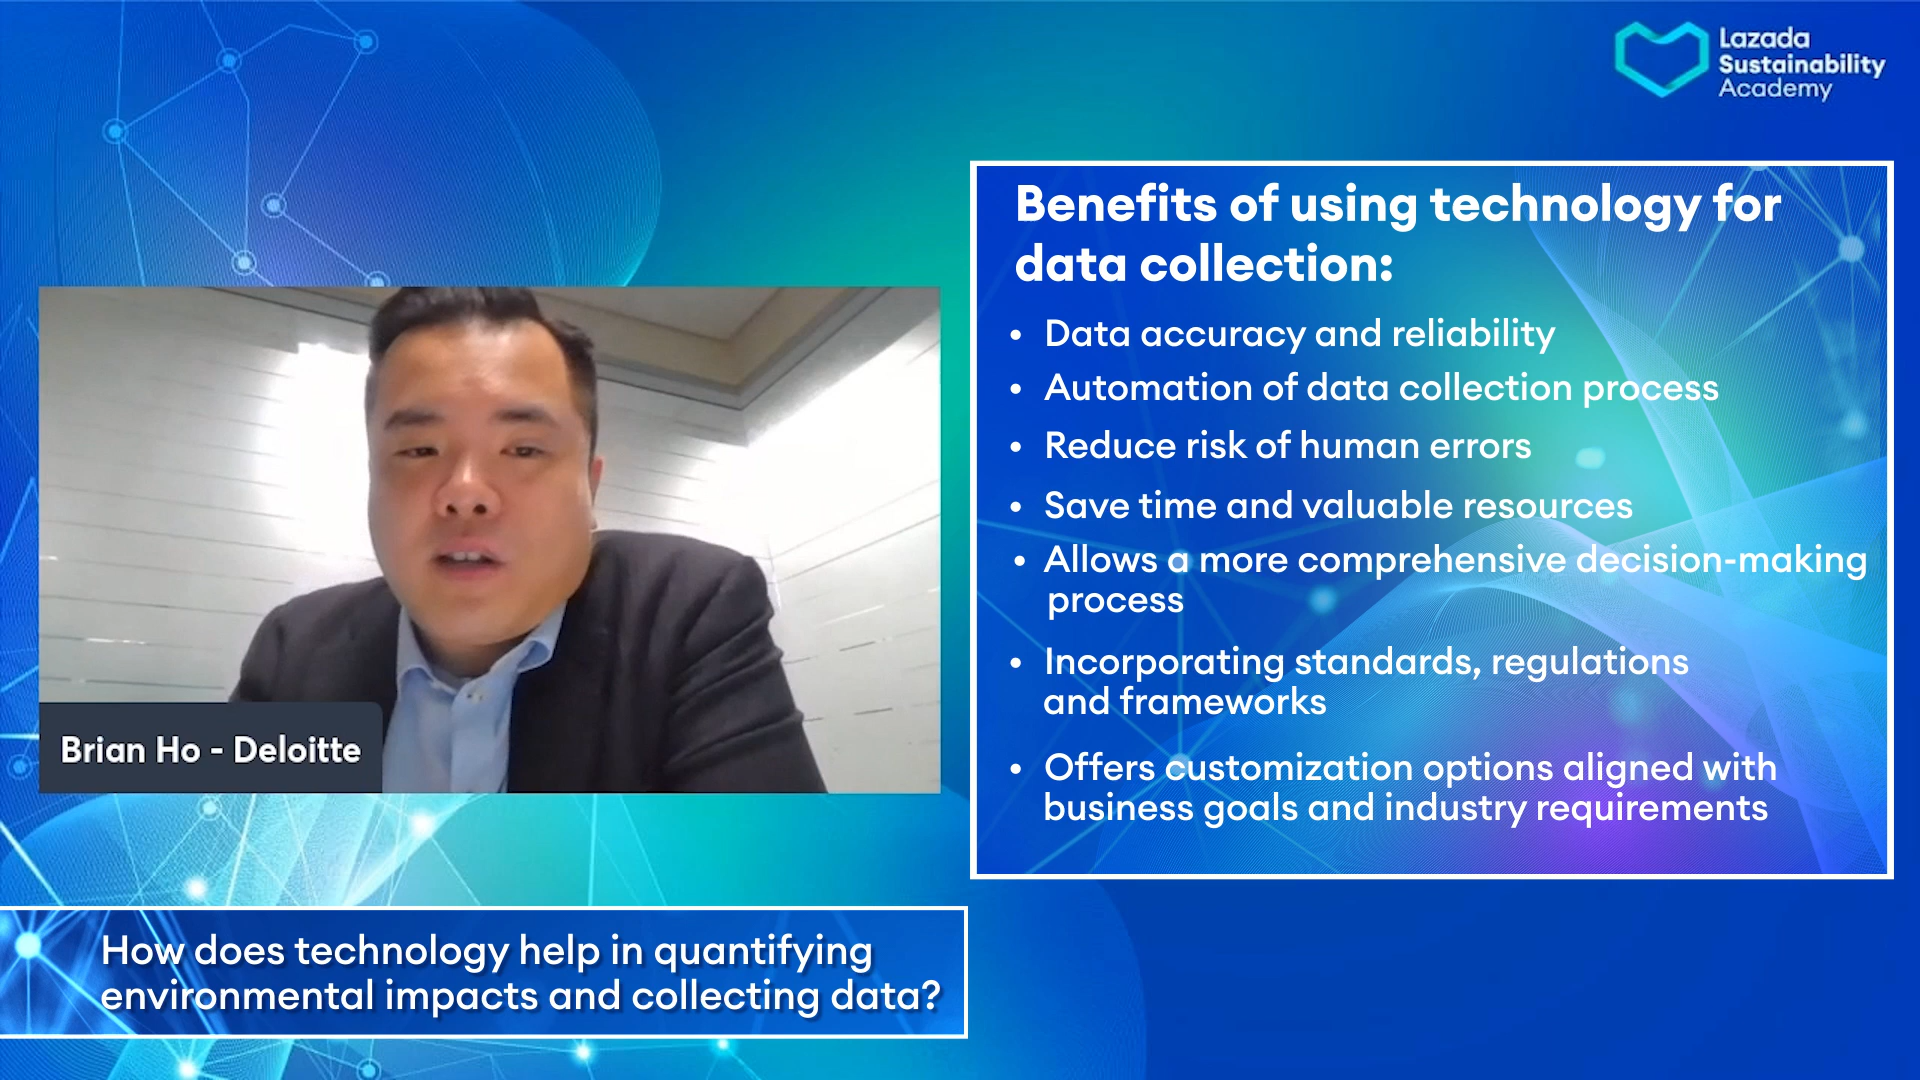 Lazada
Sustainability
Academy
Benefits of using technology for
data collection:
• Data accuracy and reliability
• Automation of data collection process
• Reduce risk of human errors
• Save time and valuable resources
• Allows a more comprehensive decision-making
process
• Incorporating standards, regulations
and frameworks
• Offers customization options aligned with
business goals and industry requirements
Brian Ho - Deloitte
How does technology help in quantifying
environmental impacts and collecting data?